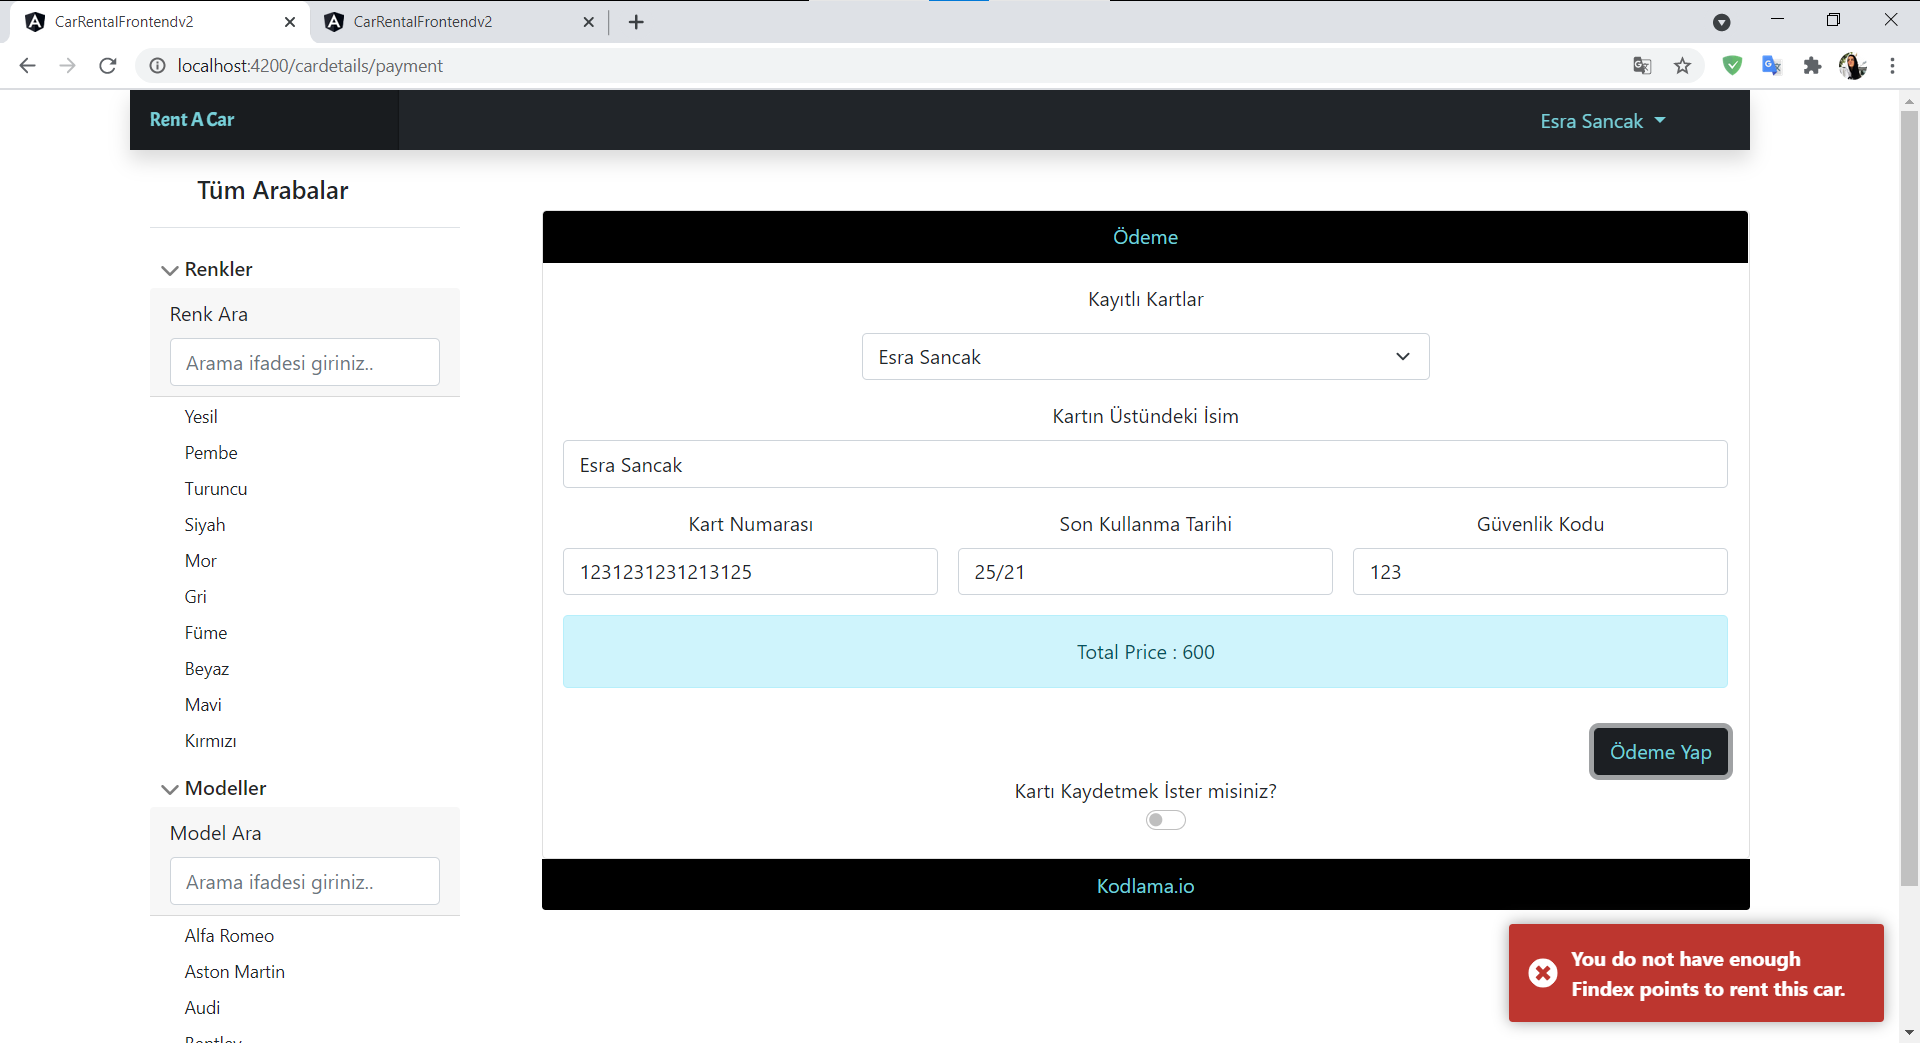 CarRentalFrontendv2
CarRentalFrontendv2
localhost:4200/cardetails/payment
Rent A Car
Esra Sancak
Tüm Arabalar
Renkler
Renk Ara
Arama ifadesi giriniz..
Yesil
Pembe
Turuncu
Siyah
Mor
Gri
Füme
Beyaz
Mavi
Kırmızı
Modeller
Model Ara
Arama ifadesi giriniz..
Alfa Romeo
Aston Martin
Audi
Bentley
Ödeme
Kayıtlı Kartlar
Esra Sancak
Kartın Üstündeki İsim
Esra Sancak
Kart Numarası
Son Kullanma Tarihi
Güvenlik Kodu
1231231231213125
25/21
123
Total Price : 600
Ödeme Yap
Kartı Kaydetmek İster misiniz?
Kodlama.io
You do not have enough
Findex points to rent this car.